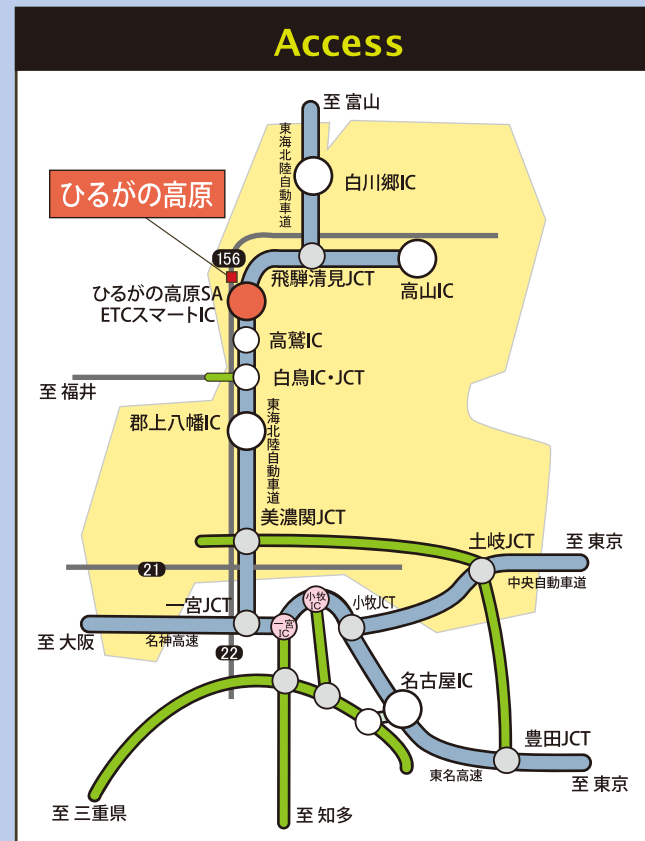 Access
至 富山
東海北陸自動車道
白川郷IC
ひるがの高原
156
飛騨清見JCT
高山IC
ひるがの高原SA
ETCスマートIC
高鷲IC
白鳥IC・JCT
至 福井
郡上八幡IC
東海北陸自動車道
美濃関JCT
土岐JCT
至 東京
21
中央自動車道
一宮JCT
小牧
IC
小牧JCT
一宮
IC
至 大阪
名神高速
22
名古屋IC
豊田JCT
東名高速
至 東京
至 三重県
至 知多